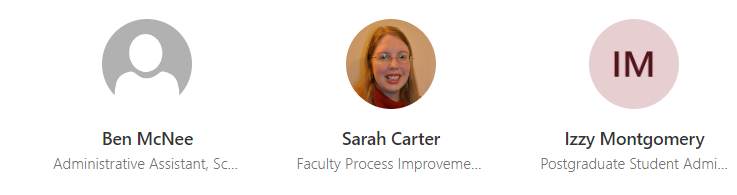 IM
Ben McNee
Sarah Carter
Izzy Montgomery
Administrative Assistant, Sc...
Faculty Process Improveme...
Postgraduate Student Admi...